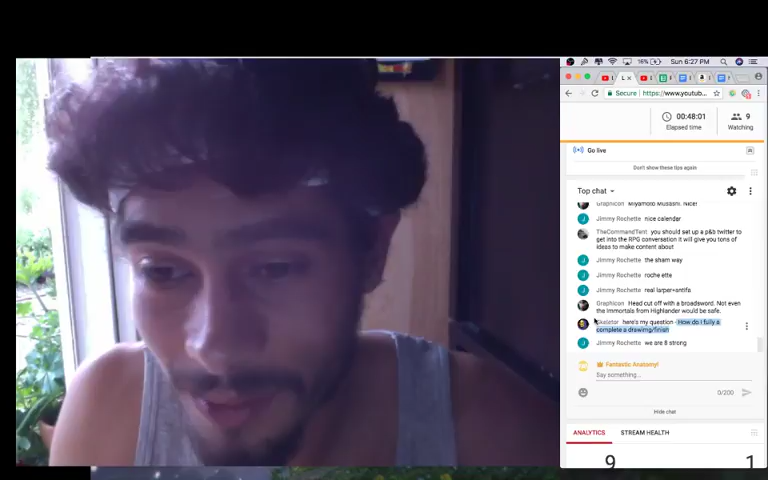 16%
Sun 6:27 PM
Secure
https://www.youtub...
00:48:01
9
Elapsed time
Watching
Go live
Don't show these tips again
Top chat
Graphicon Miyamoto Musashi. Nice!
Jimmy Rochette nice calendar
TheCommandTent you should set up a p&b twitter to
get into the RPG conversation it will give you tons of
ideas to make content about
Jimmy Rochette the sham way
Jimmy Rochette roche ette
Jimmy Rochette real larper=antifa
Graphicon Head cut off with a broadsword. Not even
the Immortals from Highlander would be safe.
Skeletor here's my question - How do I fully a
complete a drawimg/finish
Jimmy Rochette we are 8 strong
Fantastic Anatomy!
Say something...
0/200
Hide chat
ANALYTICS
STREAM HEALTH
9
1